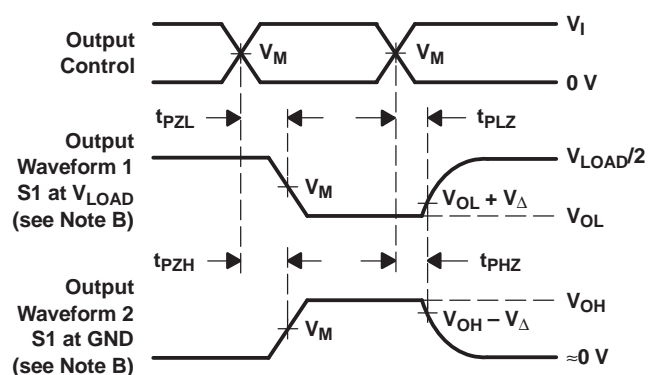 Output
Control
V_M
V_M
V_I
0 V
t_PZL
t_PLZ
Output
Waveform 1
S1 at V_LOAD
(see Note B)
V_M
V_LOAD/2
V_OL + V_Δ
V_OL
t_PZH
t_PHZ
Output
Waveform 2
S1 at GND
(see Note B)
V_M
V_OH
V_OH – V_Δ
≈0 V